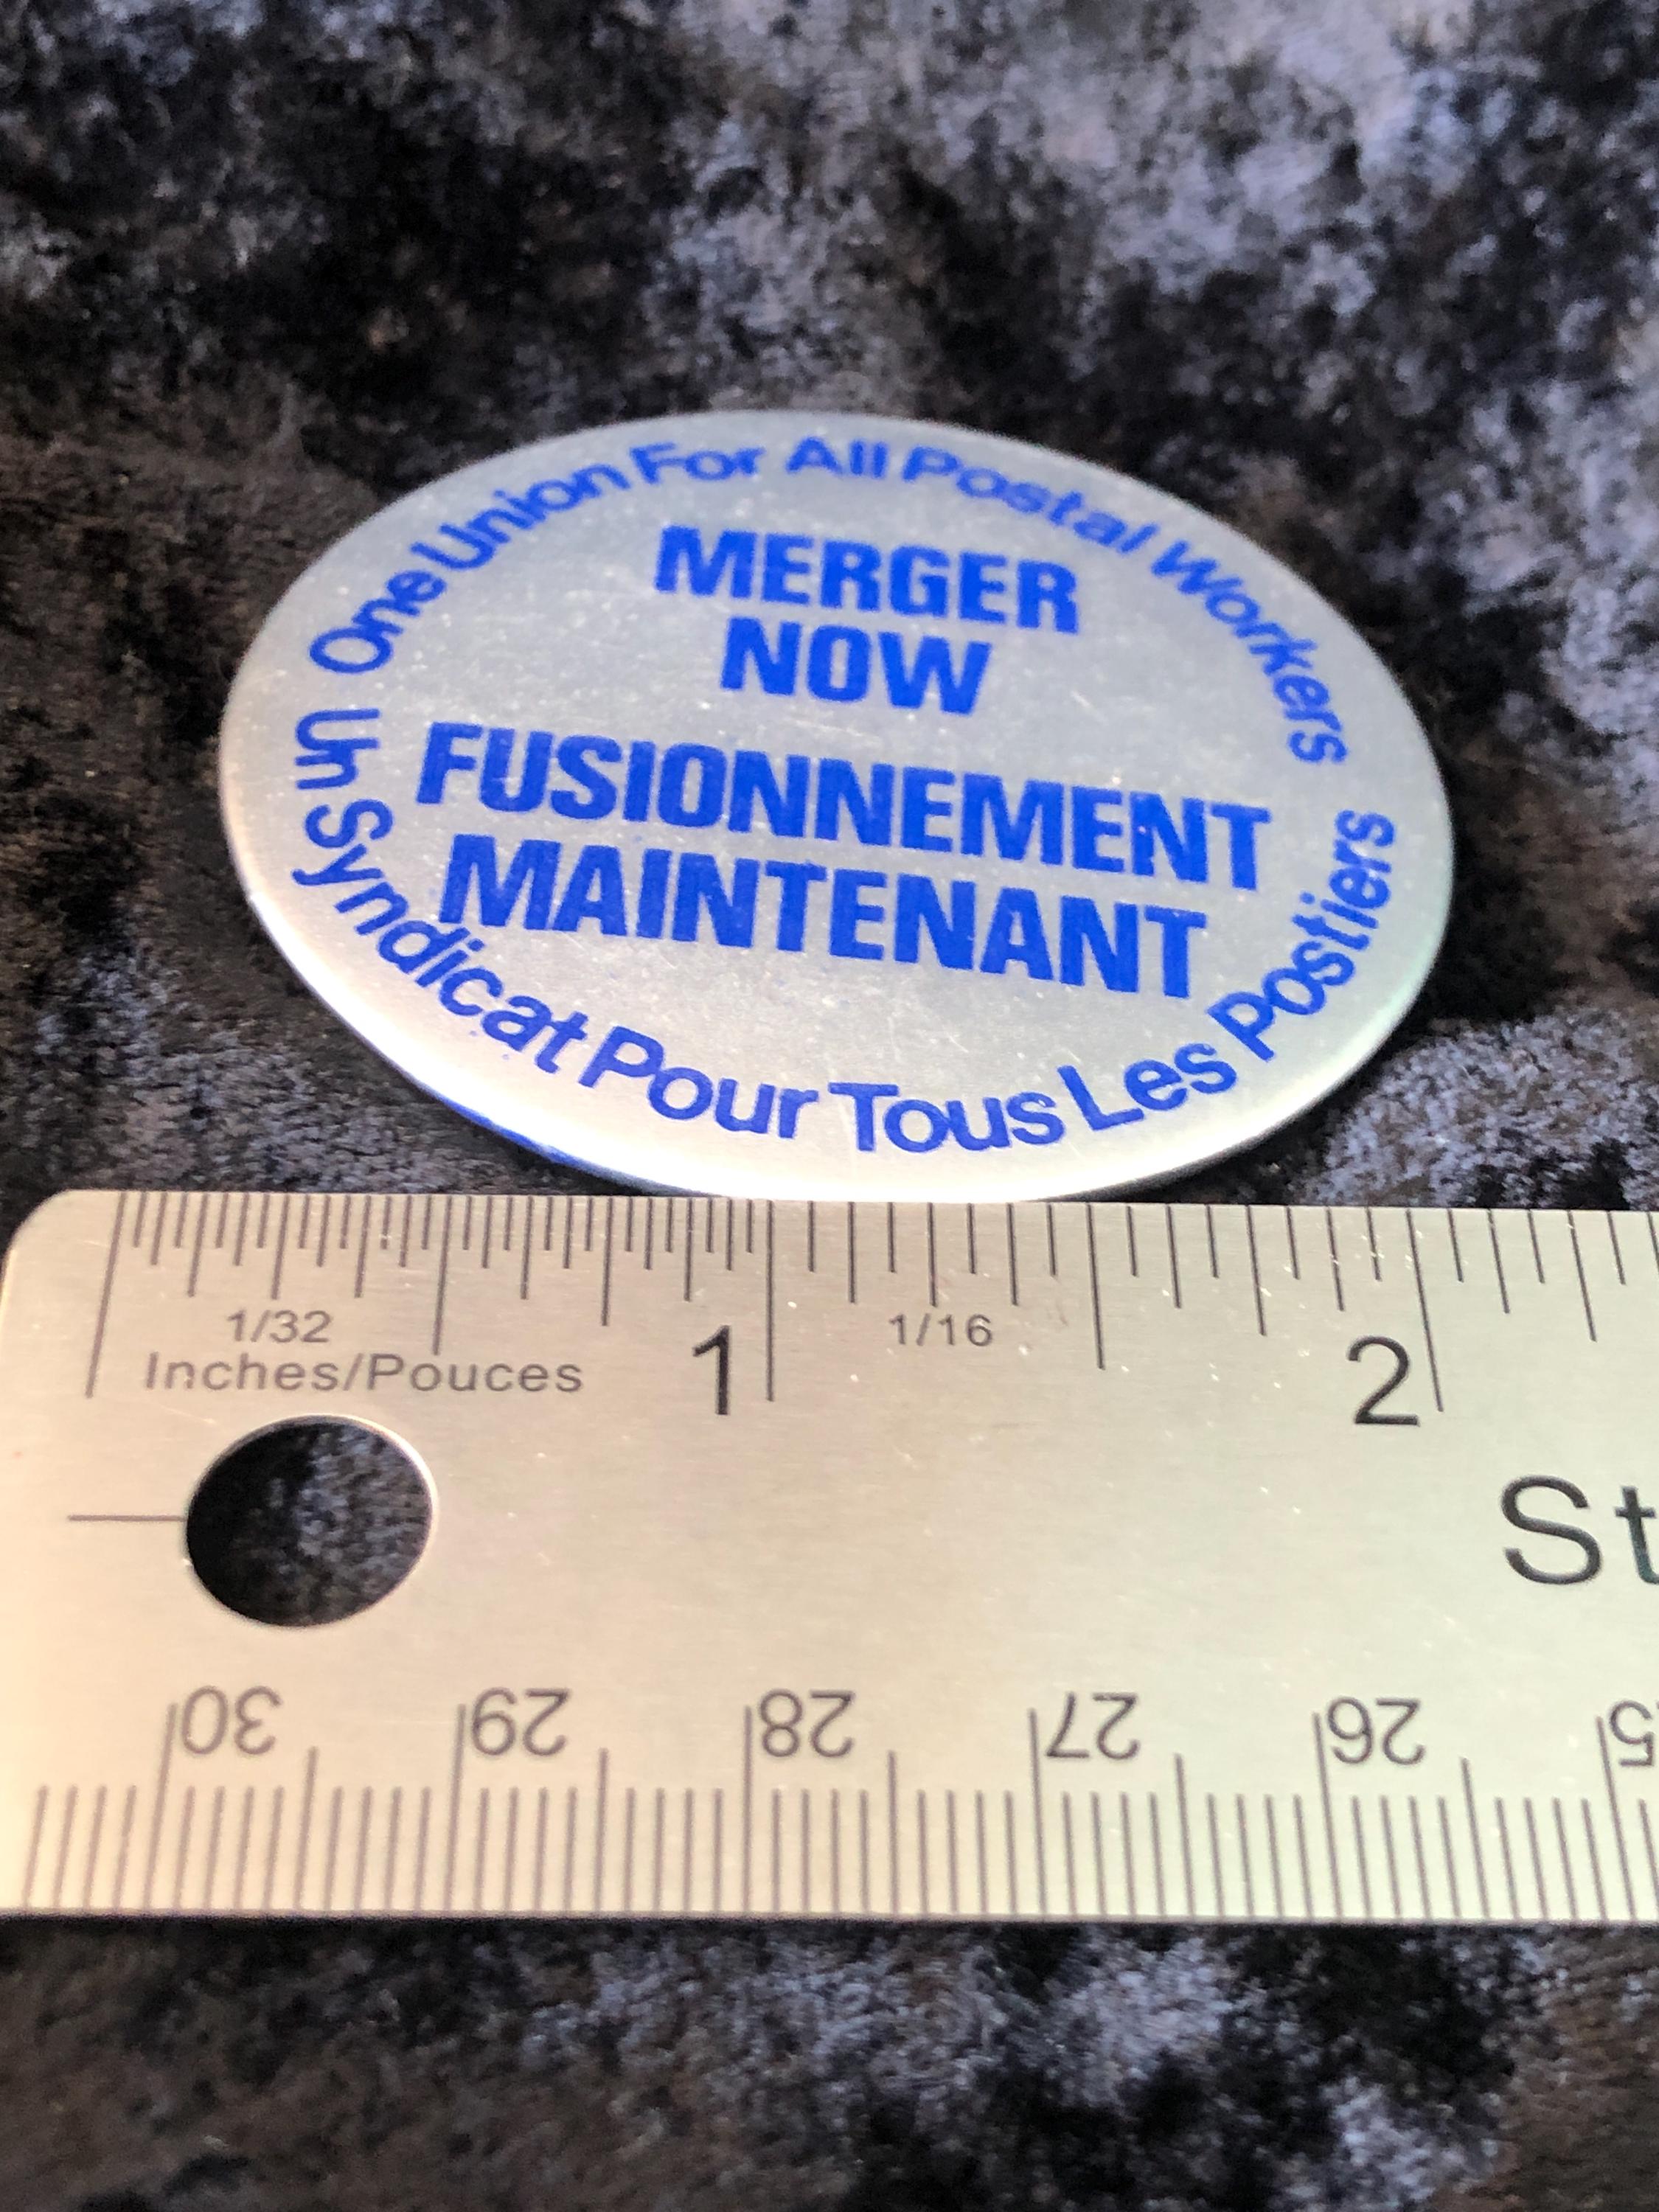 One Union For All Postal Workers
MERGER
NOW
FUSIONNEMENT
MAINTENANT
Un Syndicat Pour Tous Les Postiers
1/32
1/16
Inches/Pouces
1
2
St
30
29
28
27
26